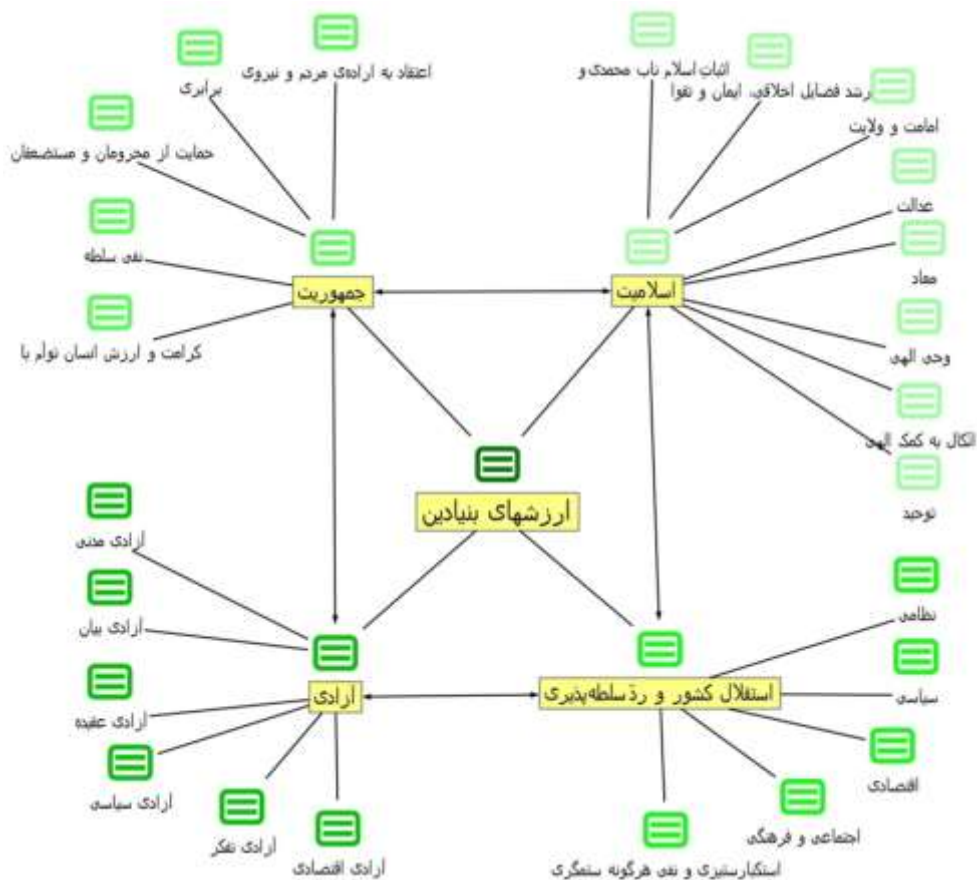 اعتقاد به اراده‌ی مردم و نیروی
برابری
حمایت از محرومان و مستضعفان
نفی سلطه
کرامت و ارزش انسان توأم با
جمهوریت
اثبات اسلام ناب محمدی و
رشد فضایل اخلاقی، ایمان و تقوا
امامت و ولایت
عدالت
معاد
وحی الهی
اتکال به کمک الهی
توحید
اسلامیت
ارزشهای بنیادین
آزادی مدنی
آزادی بیان
آزادی عقیده
آزادی سیاسی
آزادی تفکر
آزادی اقتصادی
آزادی
نظامی
سیاسی
اقتصادی
اجتماعی و فرهنگی
استکبارستیزی و نفی هرگونه ستمگری
استقلال کشور و ردّ سلطه‌پذیری